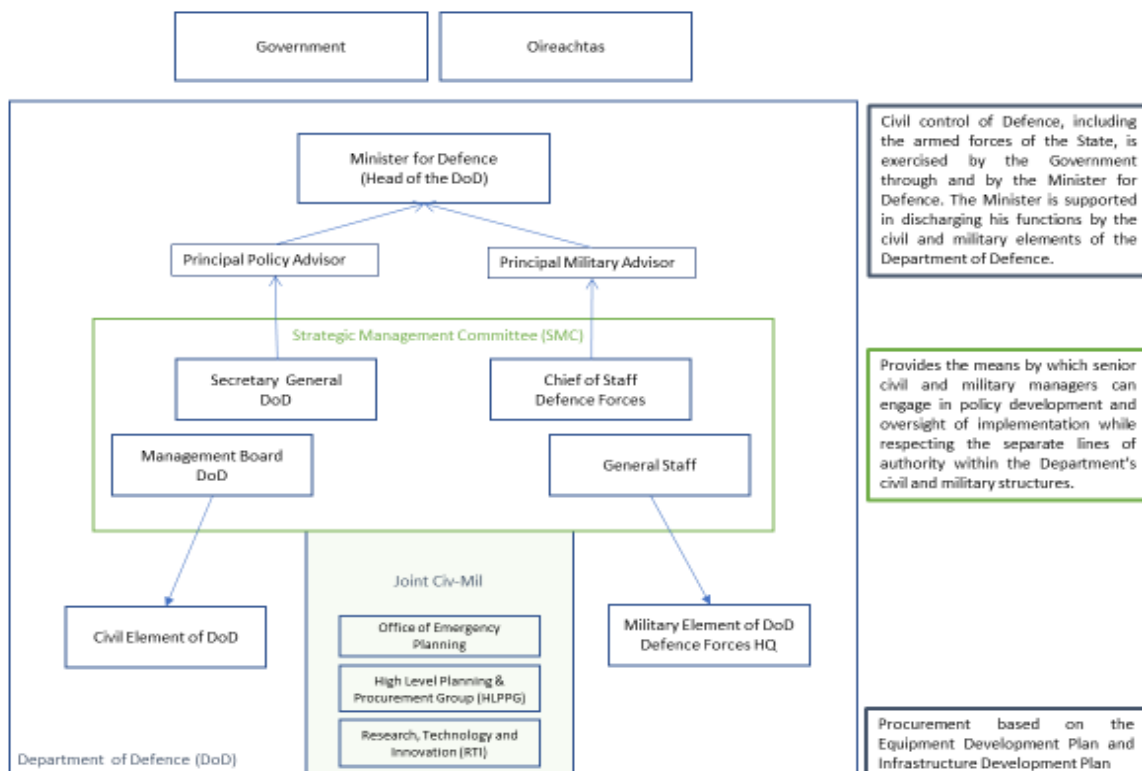 Government
Oireachtas
Minister for Defence
(Head of the DoD)
Principal Policy Advisor
Principal Military Advisor
Strategic Management Committee (SMC)
Secretary General
DoD
Chief of Staff
Defence Forces
Management Board
DoD
General Staff
Joint Civ-Mil
Civil Element of DoD
Office of Emergency
Planning
Military Element of DoD
Defence Forces HQ
High Level Planning &
Procurement Group (HLPPG)
Research, Technology and
Innovation (RTI)
Department of Defence (DoD)
Civil control of Defence, including
the armed forces of the State, is
exercised by the Government
through and by the Minister for
Defence. The Minister is supported
in discharging his functions by the
civil and military elements of the
Department of Defence.
Provides the means by which senior
civil and military managers can
engage in policy development and
oversight of implementation while
respecting the separate lines of
authority within the Department's
civil and military structures.
Procurement based on the
Equipment Development Plan and
Infrastructure Development Plan